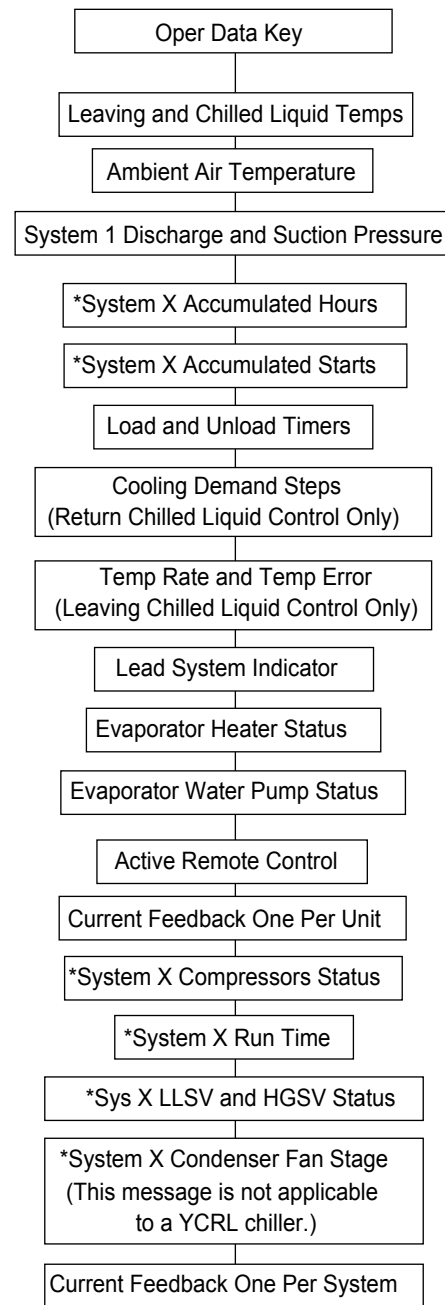 Oper Data Key
Leaving and Chilled Liquid Temps
Ambient Air Temperature
System 1 Discharge and Suction Pressure
*System X Accumulated Hours
*System X Accumulated Starts
Load and Unload Timers
Cooling Demand Steps
(Return Chilled Liquid Control Only)
Temp Rate and Temp Error
(Leaving Chilled Liquid Control Only)
Lead System Indicator
Evaporator Heater Status
Evaporator Water Pump Status
Active Remote Control
Current Feedback One Per Unit
*System X Compressors Status
*System X Run Time
*Sys X LLSV and HGSV Status
*System X Condenser Fan Stage
(This message is not applicable
to a YCRL chiller.)
Current Feedback One Per System